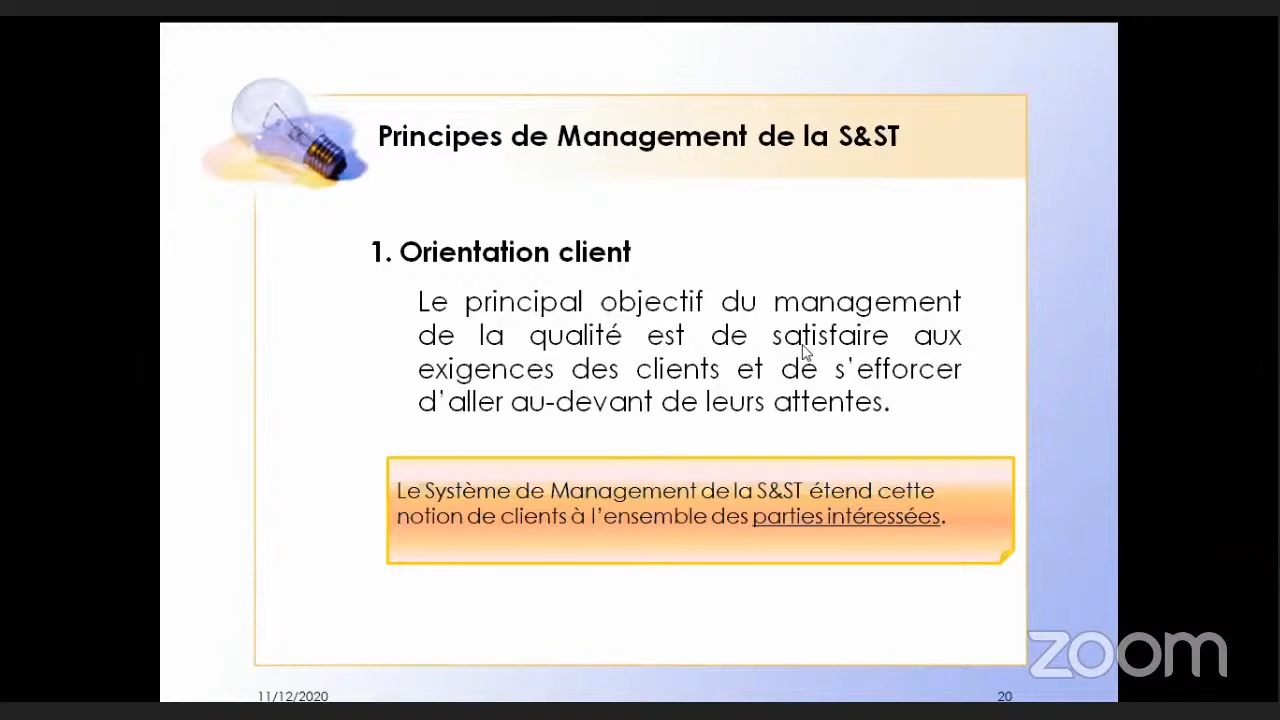 Principes de Management de la S&ST
1. Orientation client
Le principal objectif du management
de la qualité est de satisfaire aux
exigences des clients et de s'efforcer
d'aller au-devant de leurs attentes.
Le Système de Management de la S&ST étend cette
notion de clients à l'ensemble des parties intéressées.
zoom
11/12/2020
20